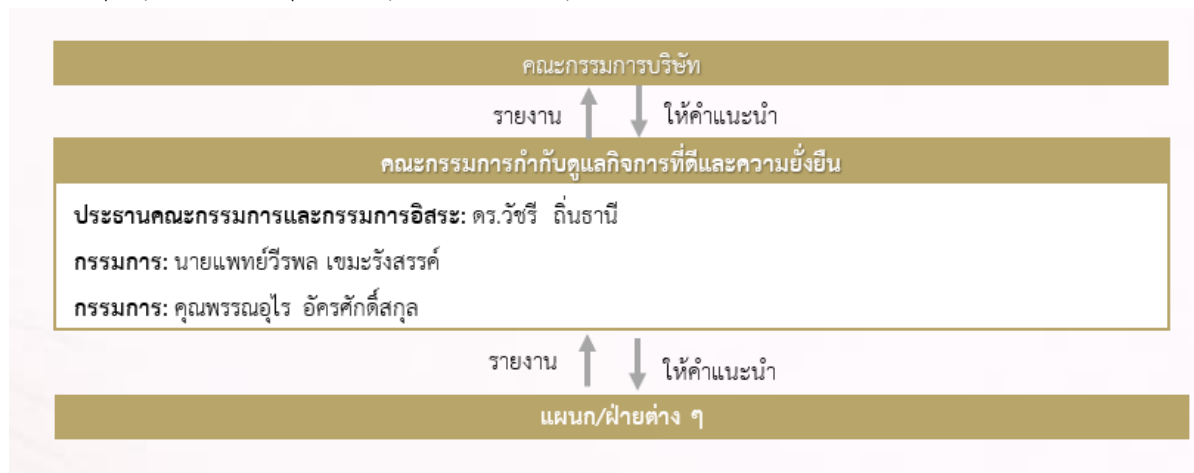 คณะกรรมการบริษัท
รายงาน ให้คำแนะนำ
คณะกรรมการกำกับดูแลกิจการที่ดีและความยั่งยืน
ประธานคณะกรรมการและกรรมการอิสระ: ดร.วัชรี ถิ่นธานี
กรรมการ: นายแพทย์วีรพล เขมะรังสรรค์
กรรมการ: คุณพรรณอุไร อัครศักดิ์สกุล
รายงาน ให้คำแนะนำ
แผนก/ฝ่ายต่าง ๆ